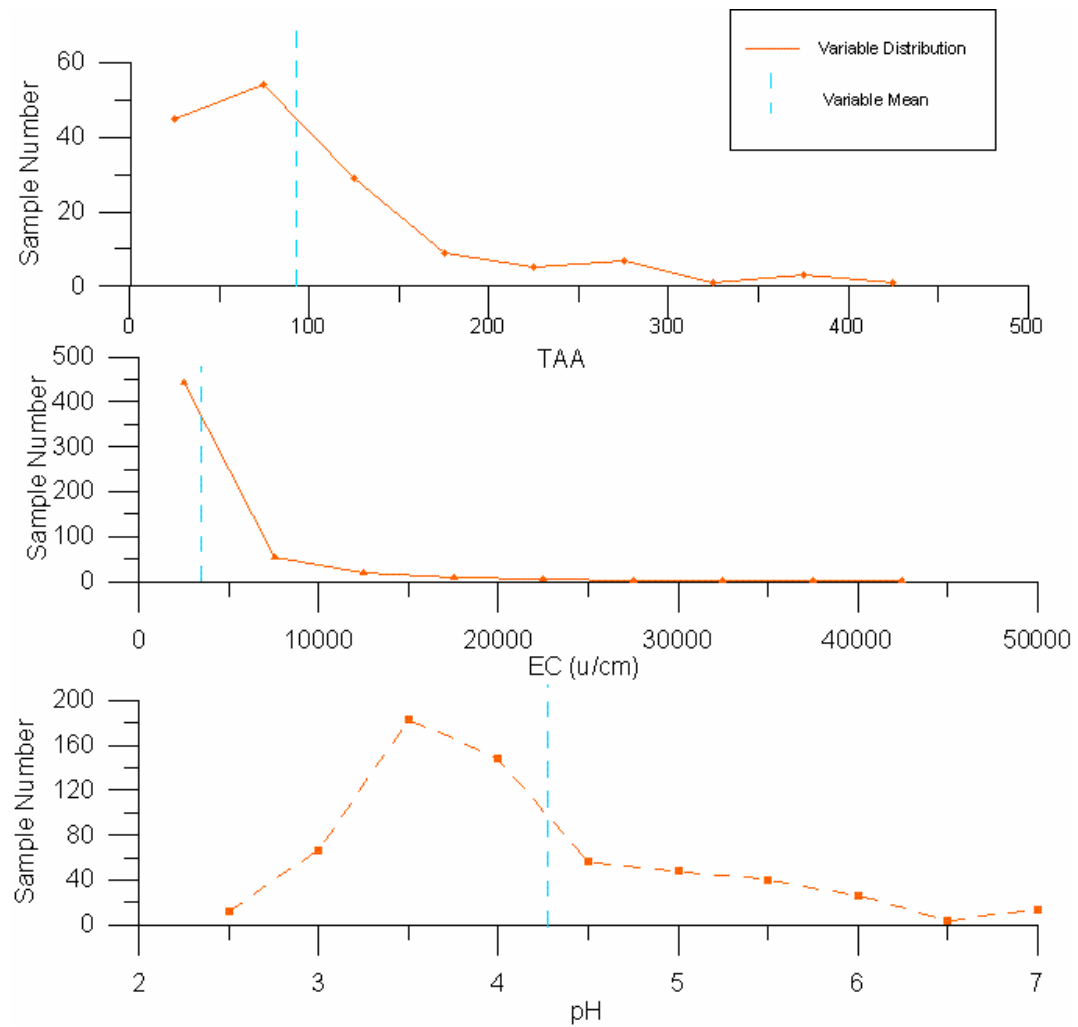 Variable Distribution
Variable Mean
Sample Number
60
40
20
0
0 100 200 300 400 500
TAA
Sample Number
500
400
300
200
100
0
0 10000 20000 30000 40000 50000
EC (u/cm)
Sample Number
200
160
120
80
40
0
2 3 4 5 6 7
pH